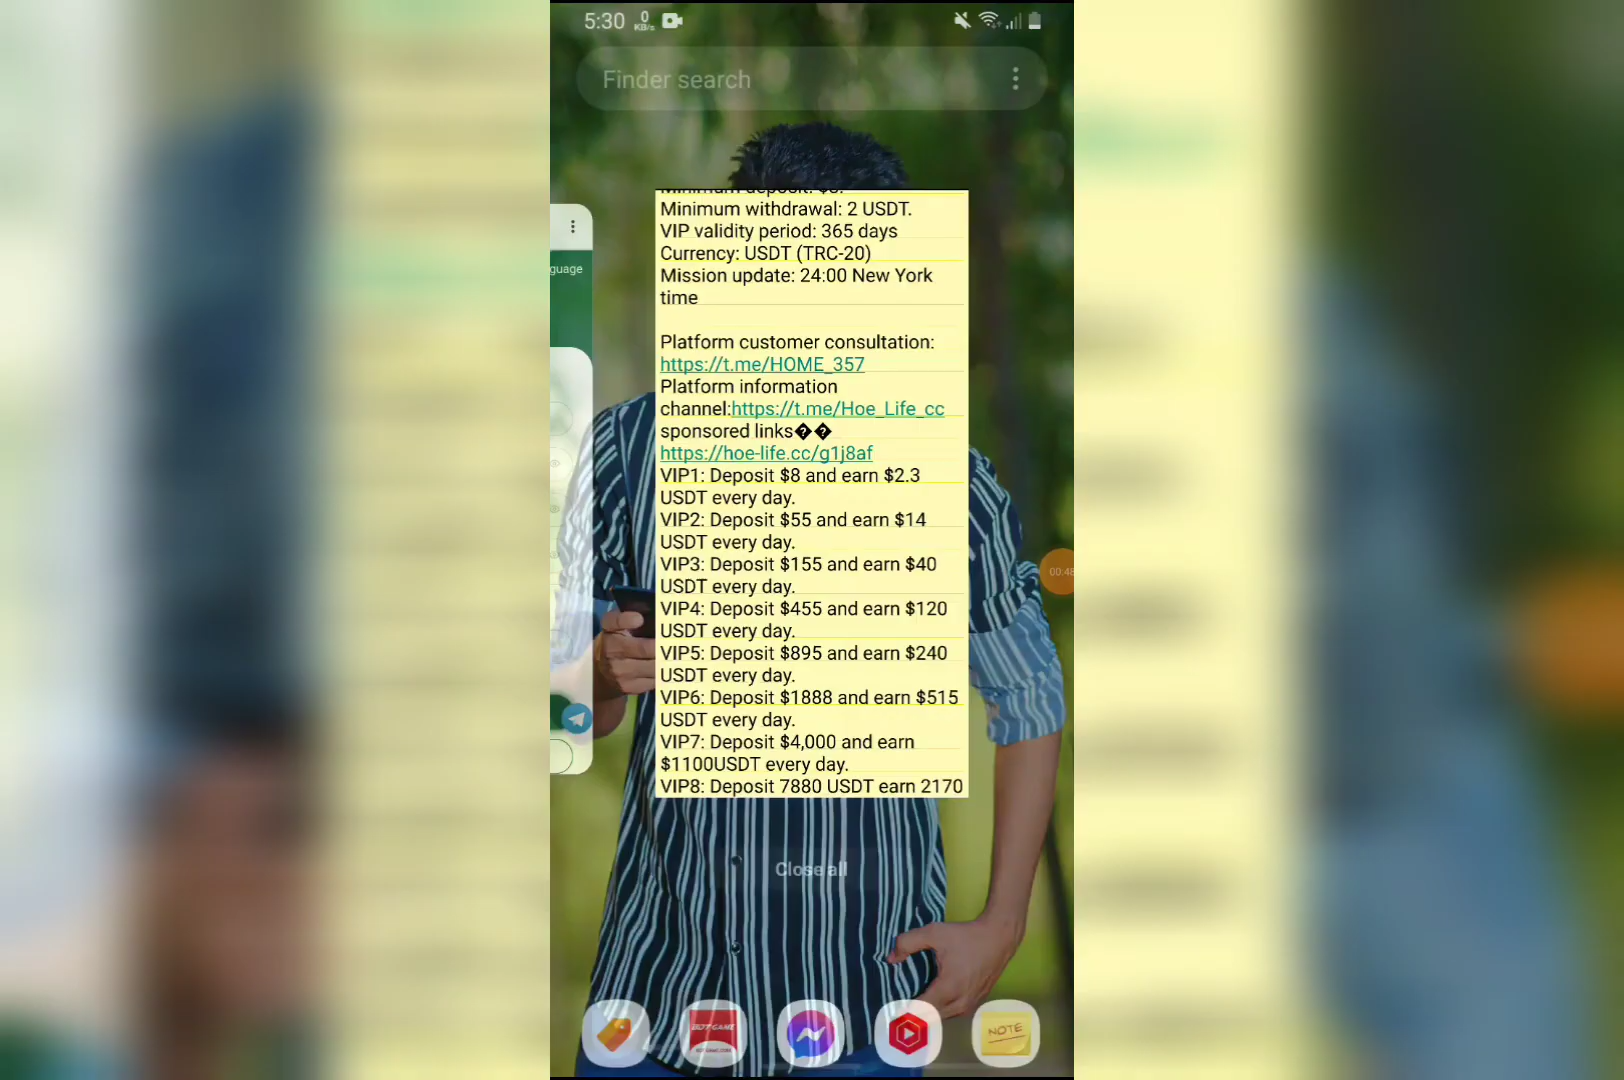 5:30 0 KB/s
Finder search
guage
Minimum deposit: $8.
Minimum withdrawal: 2 USDT.
VIP validity period: 365 days
Currency: USDT (TRC-20)
Mission update: 24:00 New York
time
Platform customer consultation:
https://t.me/HOME_357
Platform information
channel:https://t.me/Hoe_Life_cc
sponsored links��
https://hoe-life.cc/g1j8af
VIP1: Deposit $8 and earn $2.3
USDT every day.
VIP2: Deposit $55 and earn $14
USDT every day.
VIP3: Deposit $155 and earn $40
USDT every day.
VIP4: Deposit $455 and earn $120
USDT every day.
VIP5: Deposit $895 and earn $240
USDT every day.
VIP6: Deposit $1888 and earn $515
USDT every day.
VIP7: Deposit $4,000 and earn
$1100USDT every day.
VIP8: Deposit 7880 USDT earn 2170
00:48
Close all
NOTE